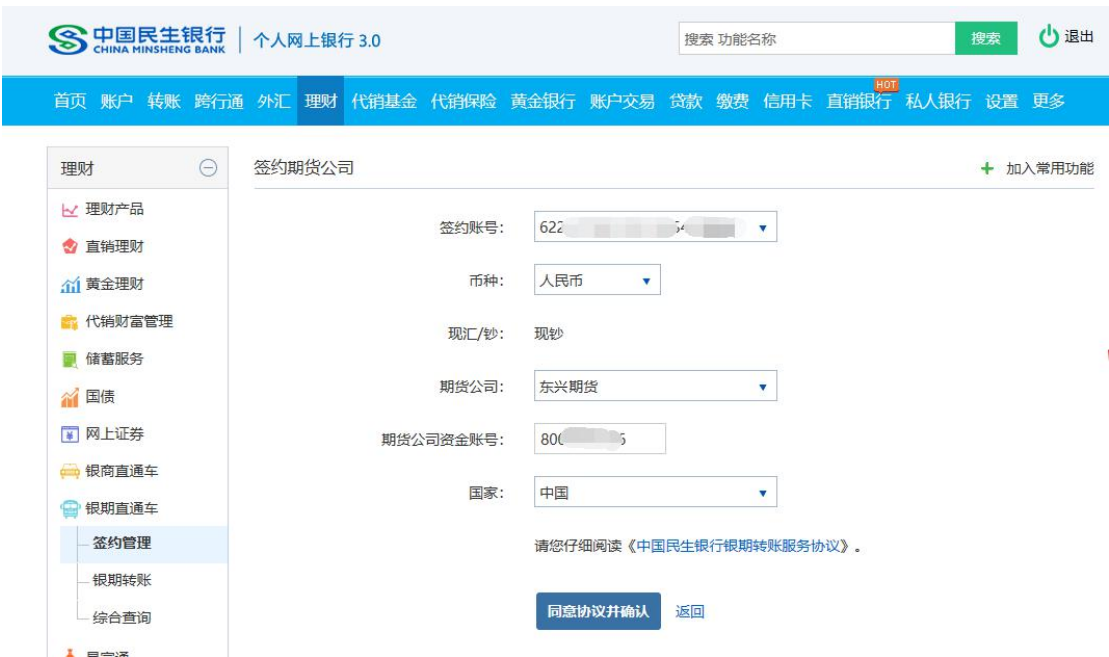 中国民生银行
CHINA MINSHENG BANK
个人网上银行 3.0
搜索 功能名称
搜索
退出
首页 账户 转账 跨行通 外汇 理财 代销基金 代销保险 黄金银行 账户交易 贷款 缴费 信用卡 直销银行 HOT 私人银行 设置 更多
理财
理财产品
直销理财
黄金理财
代销财富管理
储蓄服务
国债
网上证券
银商直通车
银期直通车
签约管理
银期转账
综合查询
签约期货公司
加入常用功能
签约账号:
622
币种: 人民币
现汇/钞: 现钞
期货公司: 东兴期货
期货公司资金账号: 800
国家: 中国
请您仔细阅读《中国民生银行银期转账服务协议》。
同意协议并确认 返回